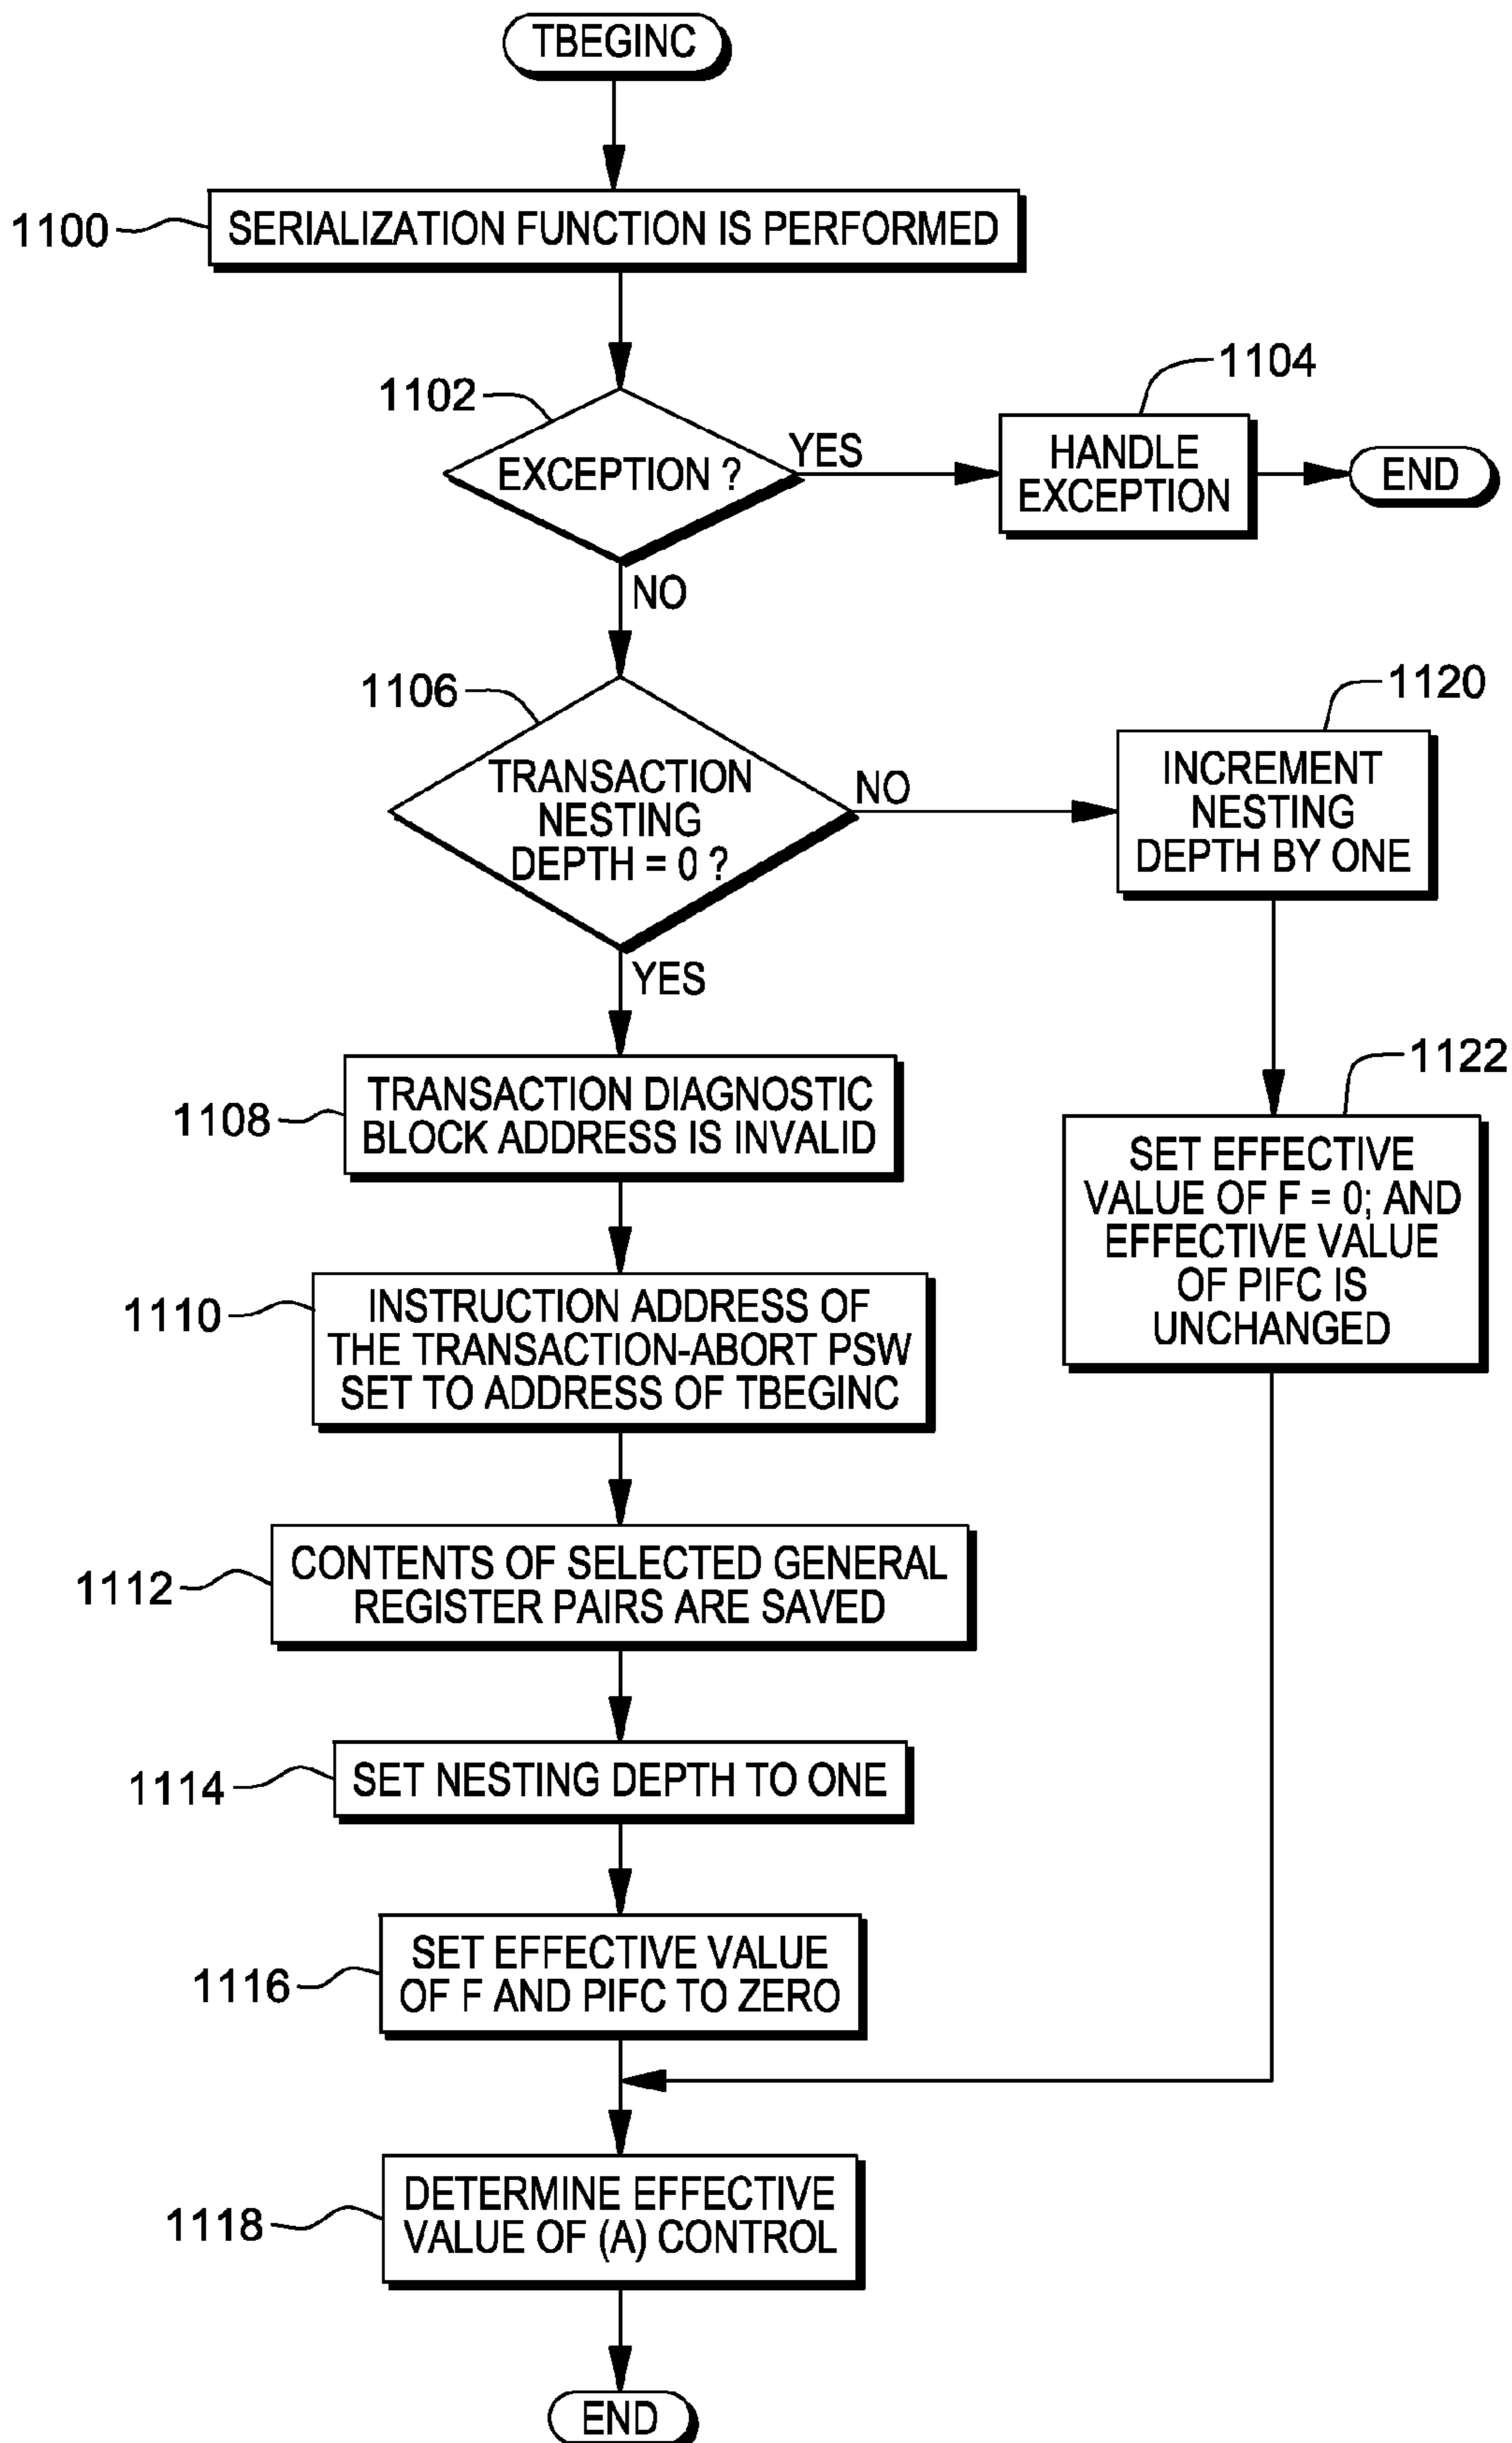 TBEGINC
1100
SERIALIZATION FUNCTION IS PERFORMED
1102
EXCEPTION ?
YES
1104
HANDLE
EXCEPTION
END
NO
1106
TRANSACTION
NESTING
DEPTH = 0 ?
NO
1120
INCREMENT
NESTING
DEPTH BY ONE
YES
1122
SET EFFECTIVE
VALUE OF F = 0; AND
EFFECTIVE VALUE
OF PIFC IS
UNCHANGED
1108
TRANSACTION DIAGNOSTIC
BLOCK ADDRESS IS INVALID
1110
INSTRUCTION ADDRESS OF
THE TRANSACTION-ABORT PSW
SET TO ADDRESS OF TBEGINC
1112
CONTENTS OF SELECTED GENERAL
REGISTER PAIRS ARE SAVED
1114
SET NESTING DEPTH TO ONE
1116
SET EFFECTIVE VALUE
OF F AND PIFC TO ZERO
1118
DETERMINE EFFECTIVE
VALUE OF (A) CONTROL
END